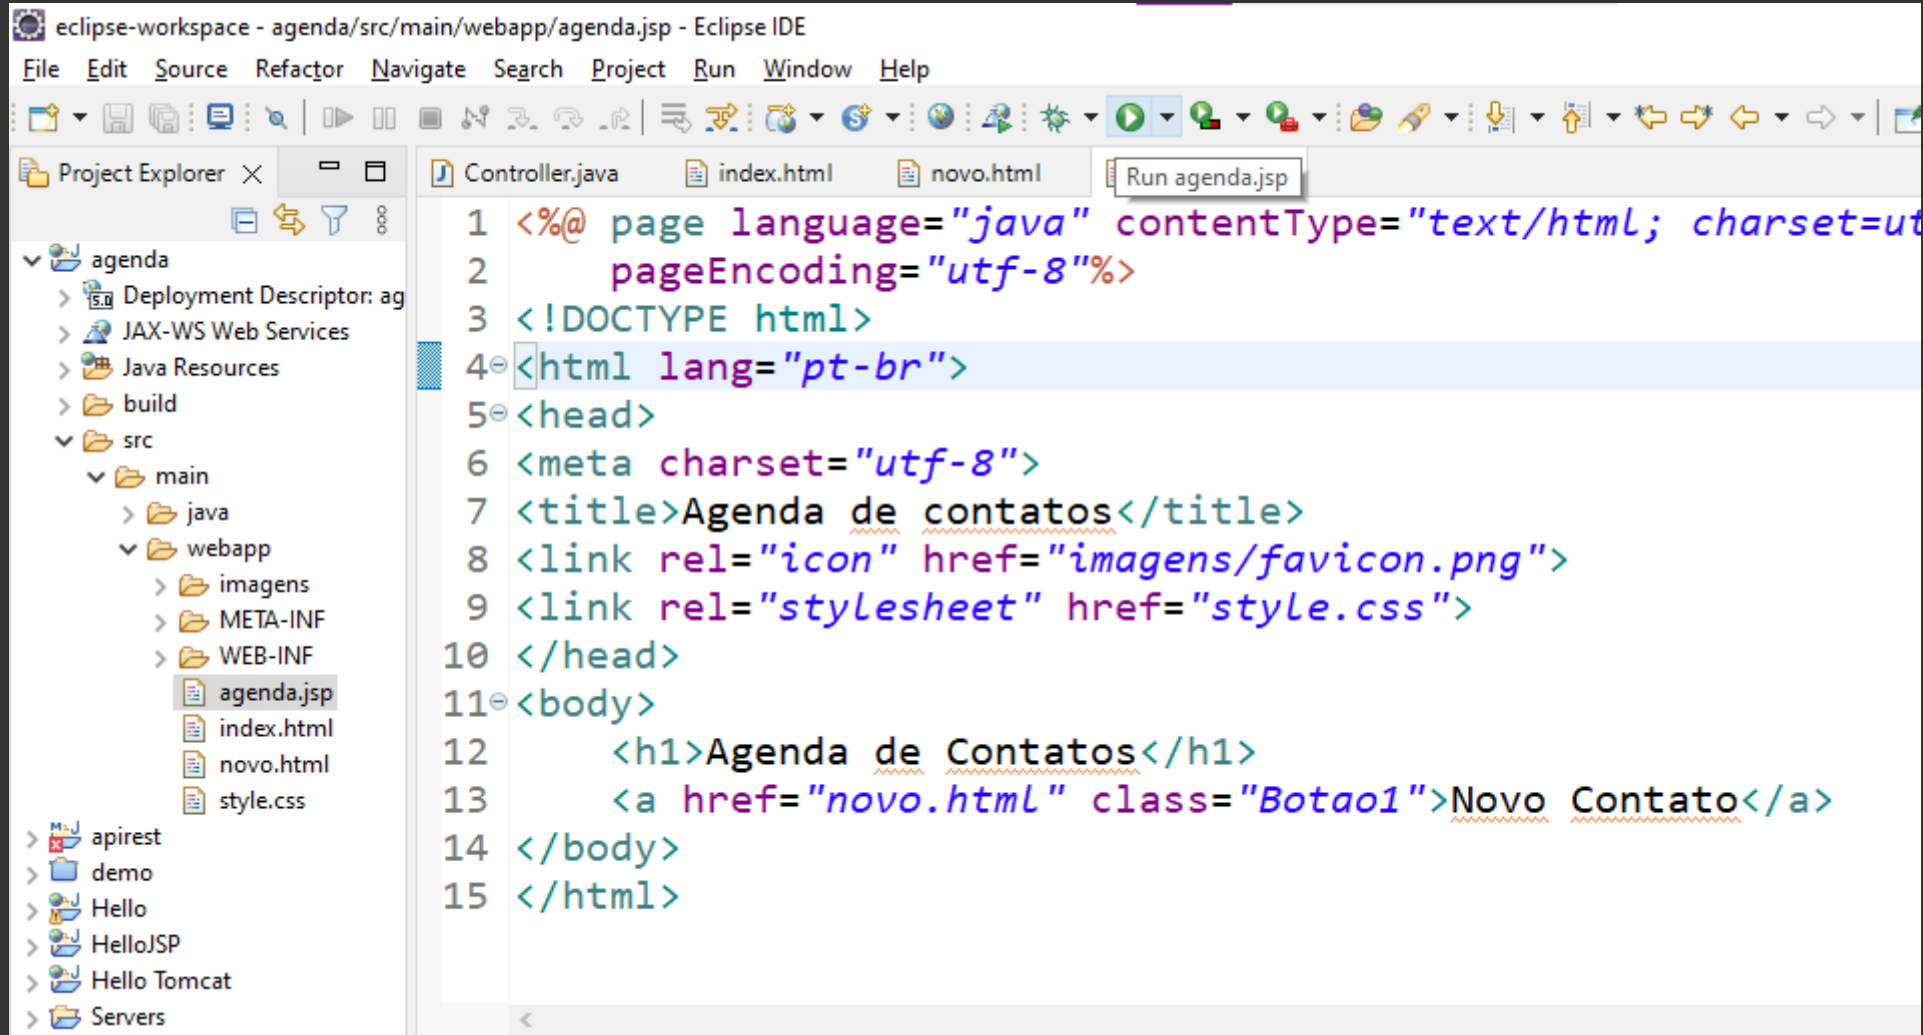 eclipse-workspace - agenda/src/main/webapp/agenda.jsp - Eclipse IDE
File Edit Source Refactor Navigate Search Project Run Window Help
Project Explorer
Controller.java index.html novo.html
Run agenda.jsp
agenda
Deployment Descriptor: ag
JAX-WS Web Services
Java Resources
build
src
main
java
webapp
imagens
META-INF
WEB-INF
agenda.jsp
index.html
novo.html
style.css
apirest
demo
Hello
HelloJSP
Hello Tomcat
Servers
1 <%@ page language="java" contentType="text/html; charset=ut
2 pageEncoding="utf-8"%>
3 <!DOCTYPE html>
4 <html lang="pt-br">
5 <head>
6 <meta charset="utf-8">
7 <title>Agenda de contatos</title>
8 <link rel="icon" href="imagens/favicon.png">
9 <link rel="stylesheet" href="style.css">
10 </head>
11 <body>
12 <h1>Agenda de Contatos</h1>
13 <a href="novo.html" class="Botao1">Novo Contato</a>
14 </body>
15 </html>